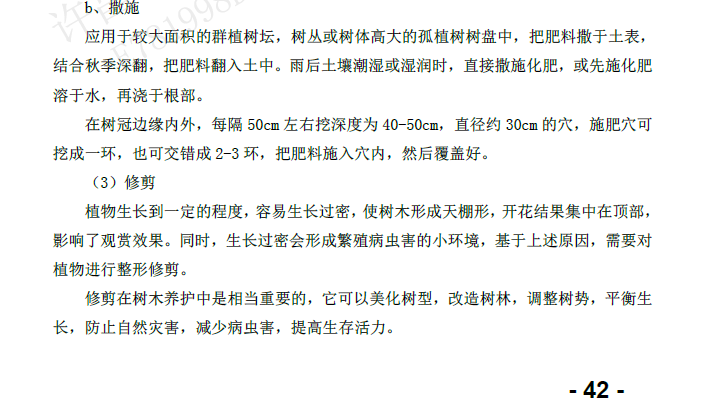 b、撒施
应用于较大面积的群植树坛，树丛或树体高大的孤植树树盘中，把肥料撒于土表，
结合秋季深翻，把肥料翻入土中。雨后土壤潮湿或湿润时，直接撒施化肥，或先施化肥
溶于水，再浇于根部。
在树冠边缘内外，每隔 50cm 左右挖深度为 40-50cm，直径约 30cm 的穴，施肥穴可
挖成一环，也可交错成 2-3 环，把肥料施入穴内，然后覆盖好。
（3）修剪
植物生长到一定的程度，容易生长过密，使树木形成天棚形，开花结果集中在顶部，
影响了观赏效果。同时，生长过密会形成繁殖病虫害的小环境，基于上述原因，需要对
植物进行整形修剪。
修剪在树木养护中是相当重要的，它可以美化树型，改造树林，调整树势，平衡生
长，防止自然灾害，减少病虫害，提高生存活力。
- 42 -